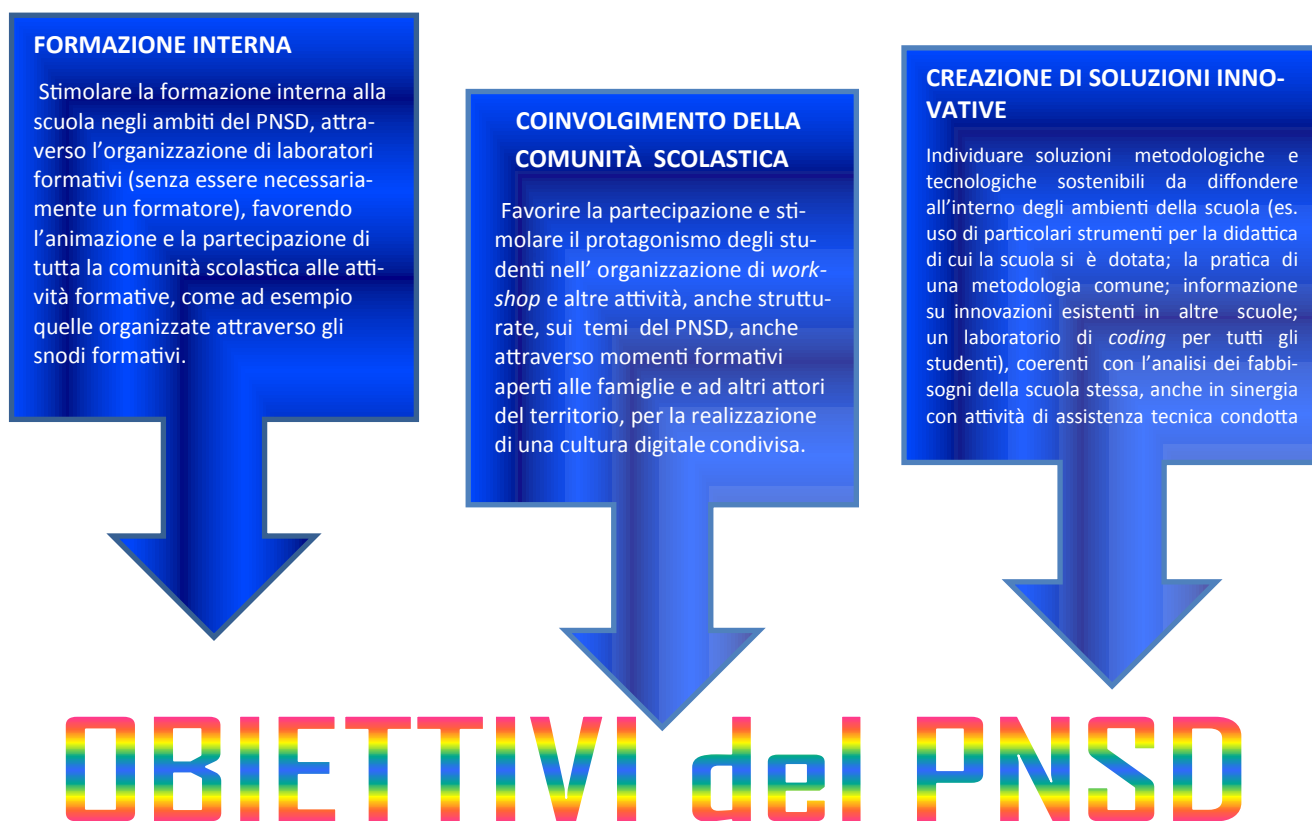 FORMAZIONE INTERNA
Stimolare la formazione interna alla
scuola negli ambiti del PNSD, attra-
verso l’organizzazione di laboratori
formativi (senza essere necessaria-
mente un formatore), favorendo
l’animazione e la partecipazione di
tutta la comunità scolastica alle atti-
vità formative, come ad esempio
quelle organizzate attraverso gli
snodi formativi.
COINVOLGIMENTO DELLA
COMUNITÀ SCOLASTICA
Favorire la partecipazione e sti-
molare il protagonismo degli stu-
denti nell’ organizzazione di work-
shop e altre attività, anche struttu-
rate, sui temi del PNSD, anche
attraverso momenti formativi
aperti alle famiglie e ad altri attori
del territorio, per la realizzazione
di una cultura digitale condivisa.
CREAZIONE DI SOLUZIONI INNO-
VATIVE
Individuare soluzioni metodologiche e
tecnologiche sostenibili da diffondere
all’interno degli ambienti della scuola (es.
uso di particolari strumenti per la didattica
di cui la scuola si è dotata; la pratica di
una metodologia comune; informazione
su innovazioni esistenti in altre scuole;
un laboratorio di coding per tutti gli
studenti), coerenti con l’analisi dei fabbi-
sogni della scuola stessa, anche in sinergia
con attività di assistenza tecnica condotta
OBIETTIVI del PNSD